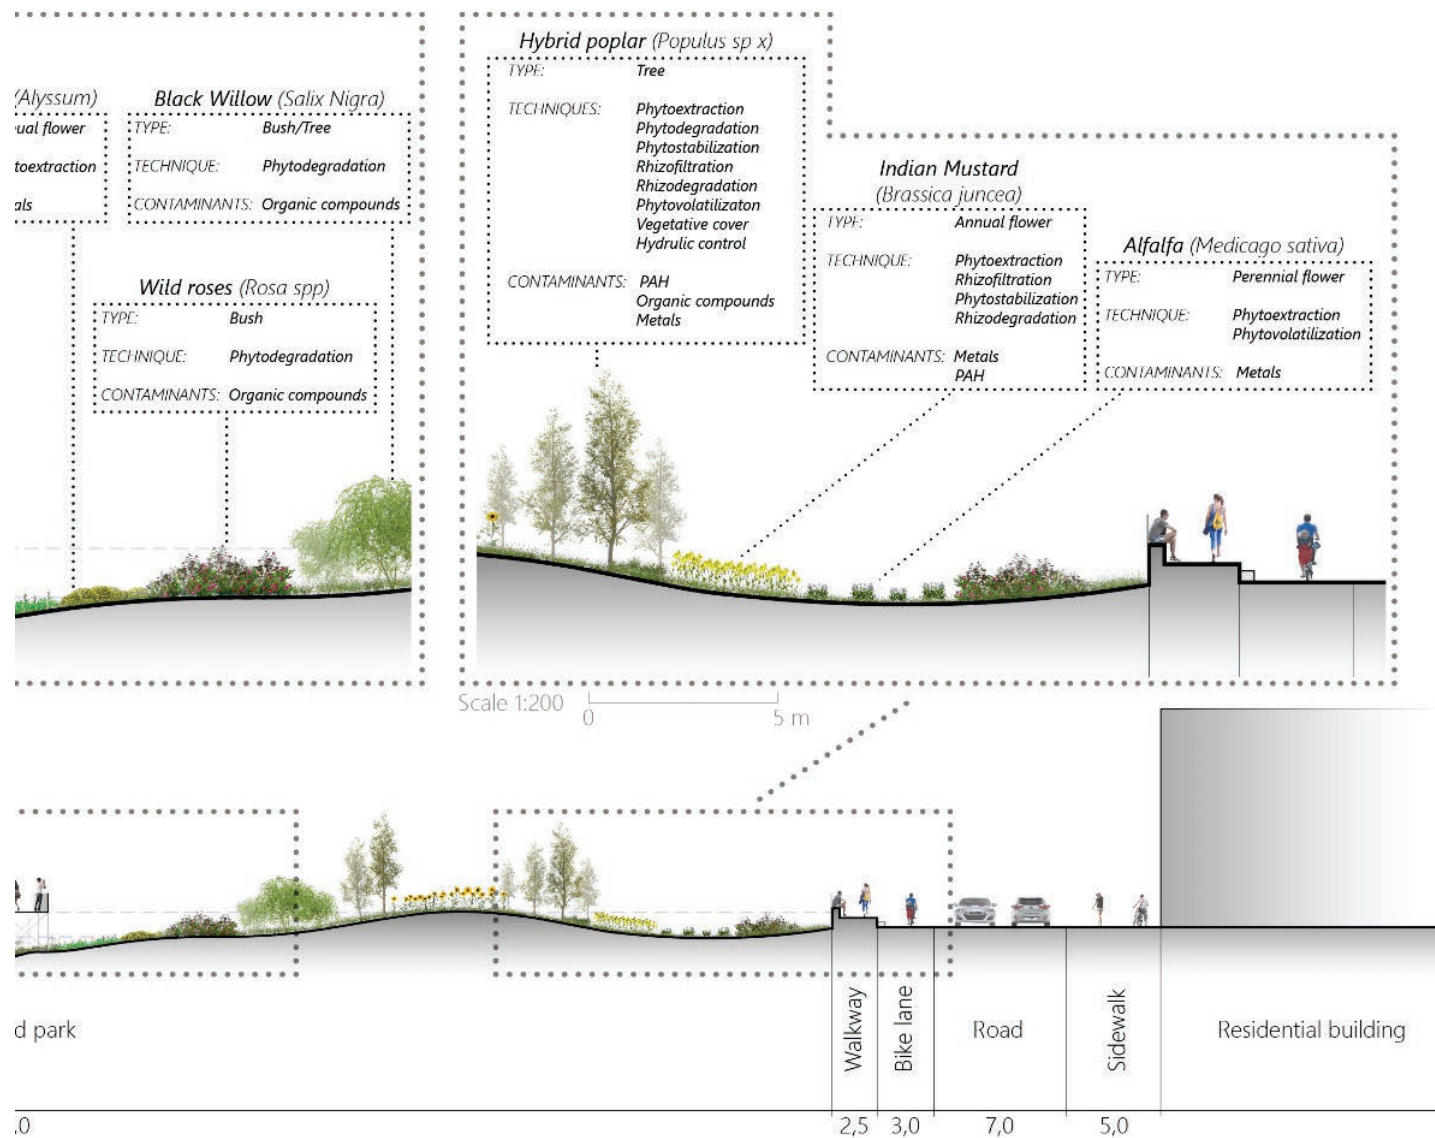 (Alyssum)
ual flower
toextraction
als
Black Willow (Salix Nigra)
TYPE: Bush/Tree
TECHNIQUE: Phytodegradation
CONTAMINANTS: Organic compounds
Wild roses (Rosa spp)
TYPE: Bush
TECHNIQUE: Phytodegradation
CONTAMINANTS: Organic compounds
Hybrid poplar (Populus sp x)
TYPE: Tree
TECHNIQUES: Phytoextraction
Phytodegradation
Phytostabilization
Rhizofiltration
Rhizodegradation
Phytovolatilizaton
Vegetative cover
Hydrulic control
CONTAMINANTS: PAH
Organic compounds
Metals
Indian Mustard
(Brassica juncea)
TYPE: Annual flower
TECHNIQUE: Phytoextraction
Rhizofiltration
Phytostabilization
Rhizodegradation
CONTAMINANTS: Metals
PAH
Alfalfa (Medicago sativa)
TYPE: Perennial flower
TECHNIQUE: Phytoextraction
Phytovolatilization
CONTAMINANTS: Metals
Scale 1:200
0 5 m
d park
Walkway
Bike lane
Road
Sidewalk
Residential building
,0
2,5
3,0
7,0
5,0